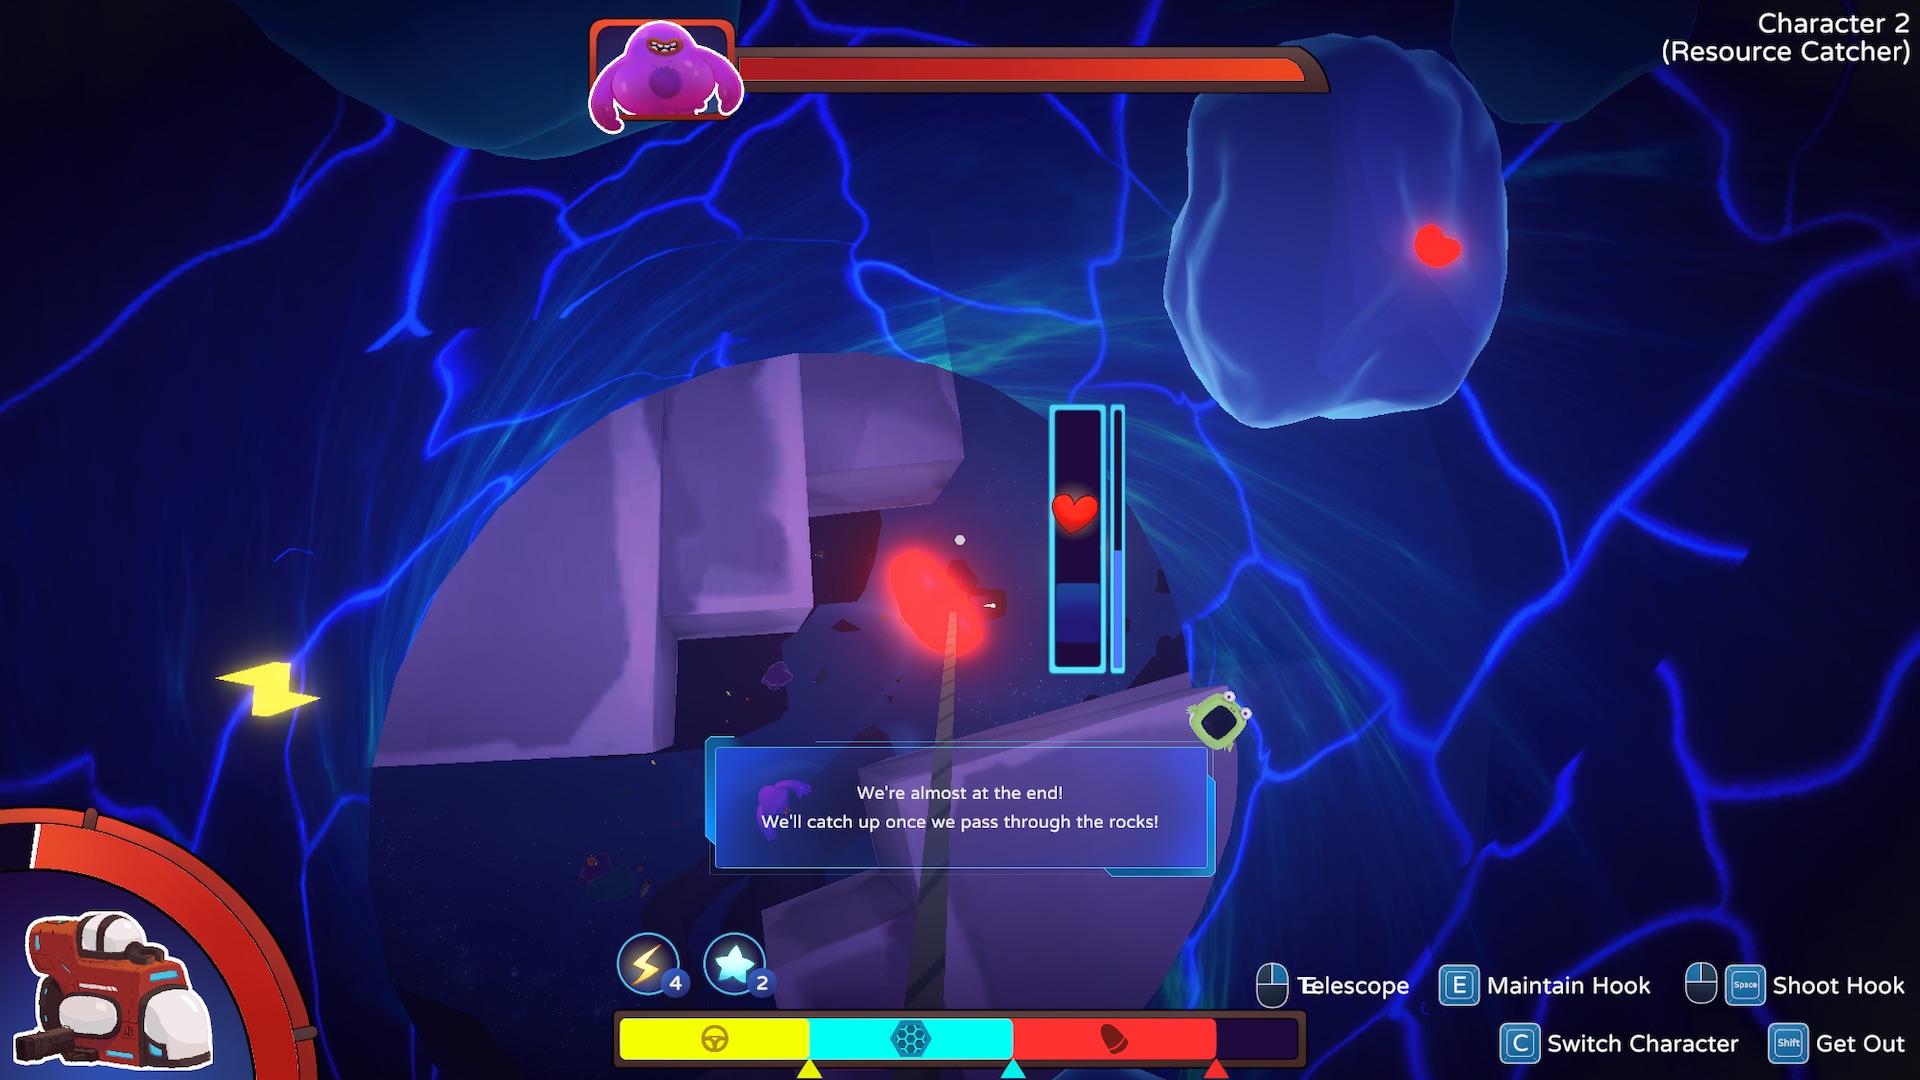 Character 2
(Resource Catcher)
We're almost at the end!
We'll catch up once we pass through the rocks!
4
2
Telescope
E Maintain Hook
Space Shoot Hook
C Switch Character
Shift Get Out